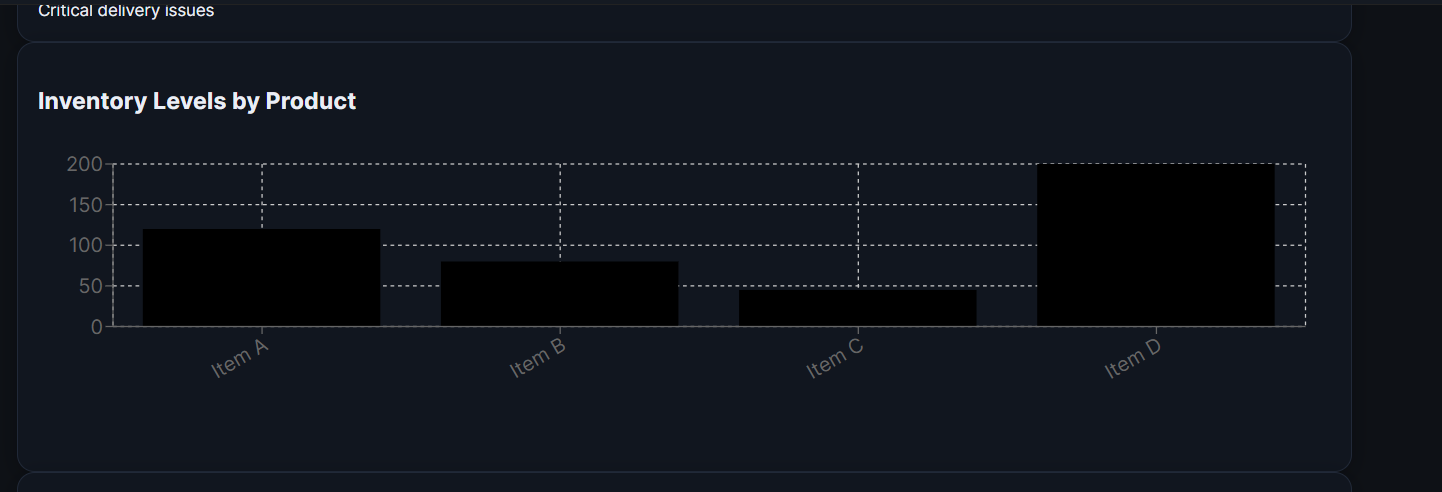 Critical delivery issues
Inventory Levels by Product
200
150
100
50
0
Item A
Item B
Item C
Item D